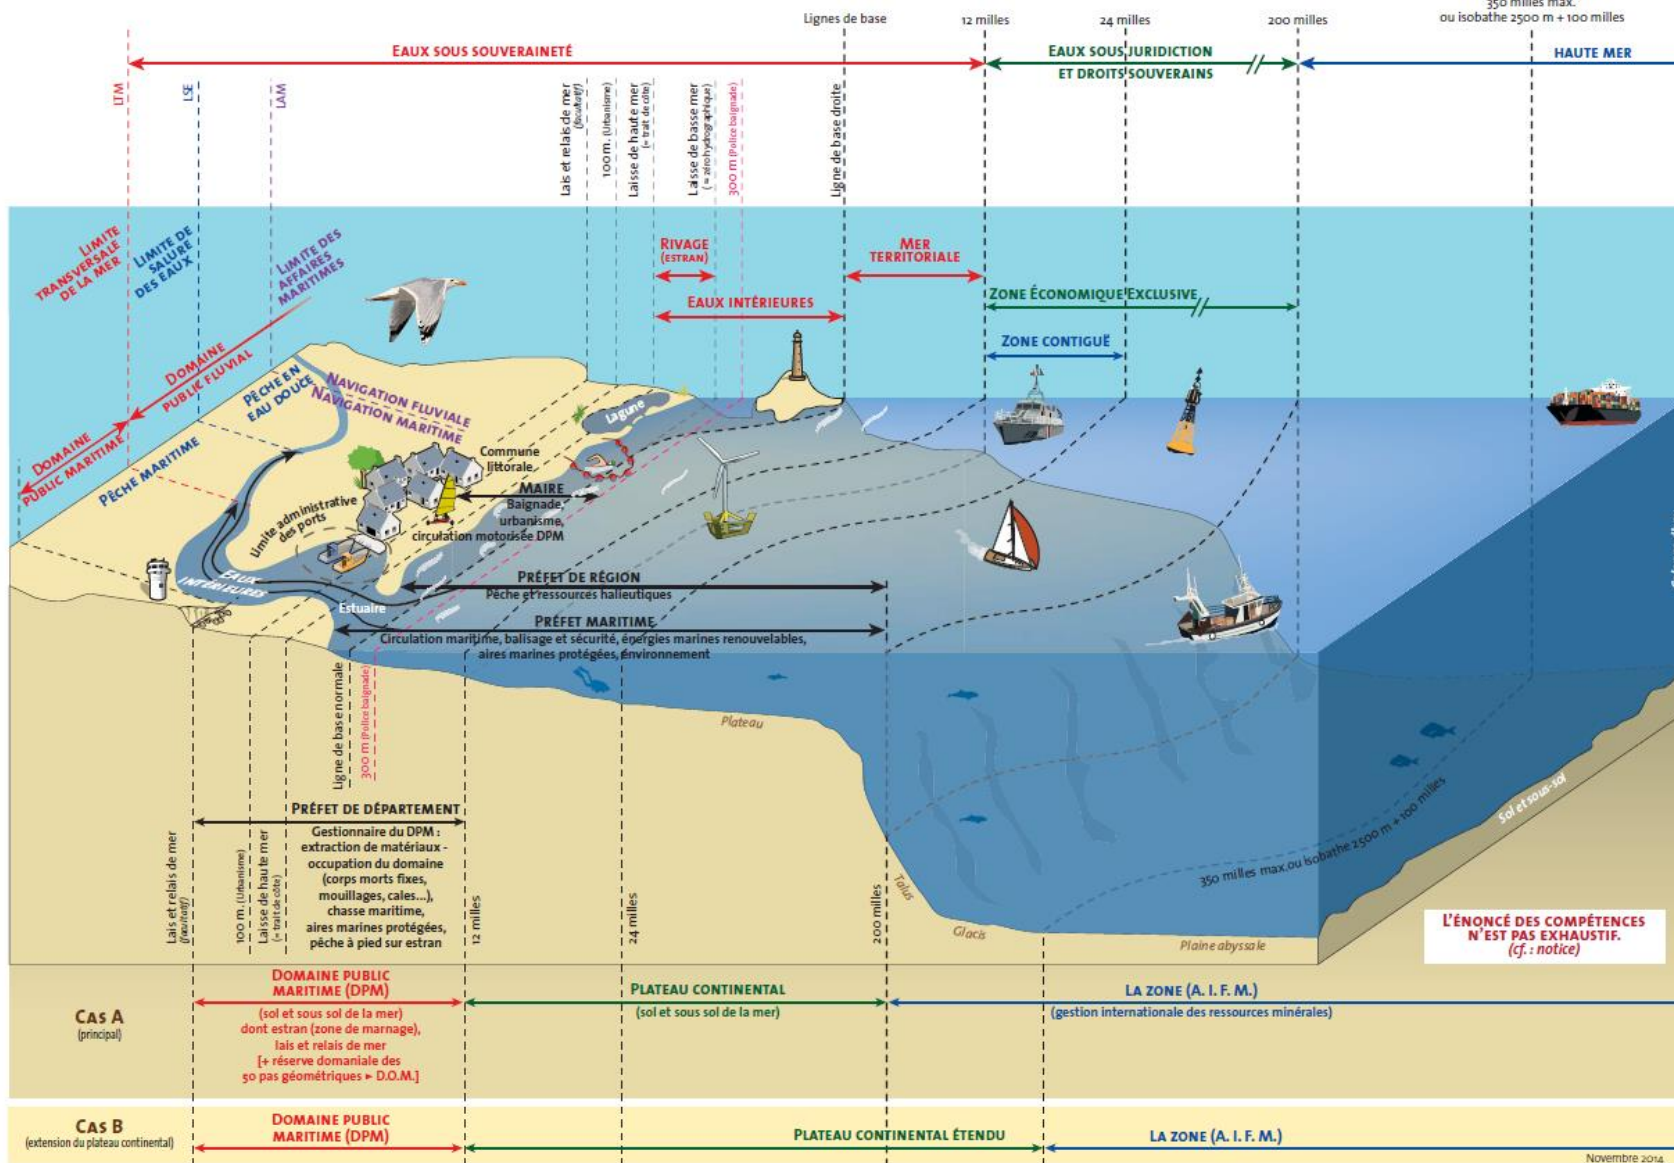 350 milles max.
ou isobathe 2500 m + 100 milles
Lignes de base
12 milles
24 milles
200 milles
EAUX SOUS SOUVERAINETÉ
EAUX SOUS JURIDICTION
ET DROITS SOUVERAINS
HAUTE MER
LTM
LSE
LAM
Lais et relais de mer
(facultatif)
100 m. (Urbanisme)
Laisse de haute mer
(= trait de côte)
Laisse de basse mer
(= zéro hydrographique)
300 m (Police baignade)
Ligne de base droite
LIMITE
TRANSVERSALE
DE LA MER
LIMITE DE
SALURE
DES EAUX
LIMITE DES
AFFAIRES
MARITIMES
RIVAGE
(ESTRAN)
MER
TERRITORIALE
EAUX INTÉRIEURES
ZONE ÉCONOMIQUE EXCLUSIVE
ZONE CONTIGUË
DOMAINE
PUBLIC FLUVIAL
DOMAINE
PUBLIC MARITIME
PÊCHE EN
EAU DOUCE
PÊCHE MARITIME
NAVIGATION FLUVIALE
NAVIGATION MARITIME
Lagune
Commune
littorale
MAIRE
Baignade,
urbanisme,
circulation motorisée DPM
Limite administrative
des ports
EAUX
INTÉRIEURES
Estuaire
PRÉFET DE RÉGION
Pêche et ressources halieutiques
PRÉFET MARITIME
Circulation maritime, balisage et sécurité, énergies marines renouvelables,
aires marines protégées, environnement
Ligne de base normale
300 m (Police baignade)
Plateau
Talus
Glacis
Plaine abyssale
350 milles max.ou isobathe 2500 m + 100 milles
Sol et sous-sol
PRÉFET DE DÉPARTEMENT
Gestionnaire du DPM :
extraction de matériaux -
occupation du domaine
(corps morts fixes,
mouillages, cales...),
chasse maritime,
aires marines protégées,
pêche à pied sur estran
Lais et relais de mer
(facultatif)
100 m. (Urbanisme)
Laisse de haute mer
(= trait de côte)
12 milles
24 milles
200 milles
L'ÉNONCÉ DES COMPÉTENCES
N'EST PAS EXHAUSTIF.
(cf. : notice)
CAS A
(principal)
DOMAINE PUBLIC
MARITIME (DPM)
(sol et sous sol de la mer)
dont estran (zone de marnage),
lais et relais de mer
[+ réserve domaniale des
50 pas géométriques ► D.O.M.]
PLATEAU CONTINENTAL
(sol et sous sol de la mer)
LA ZONE (A. I. F. M.)
(gestion internationale des ressources minérales)
CAS B
(extension du plateau continental)
DOMAINE PUBLIC
MARITIME (DPM)
PLATEAU CONTINENTAL ÉTENDU
LA ZONE (A. I. F. M.)
Novembre 2014